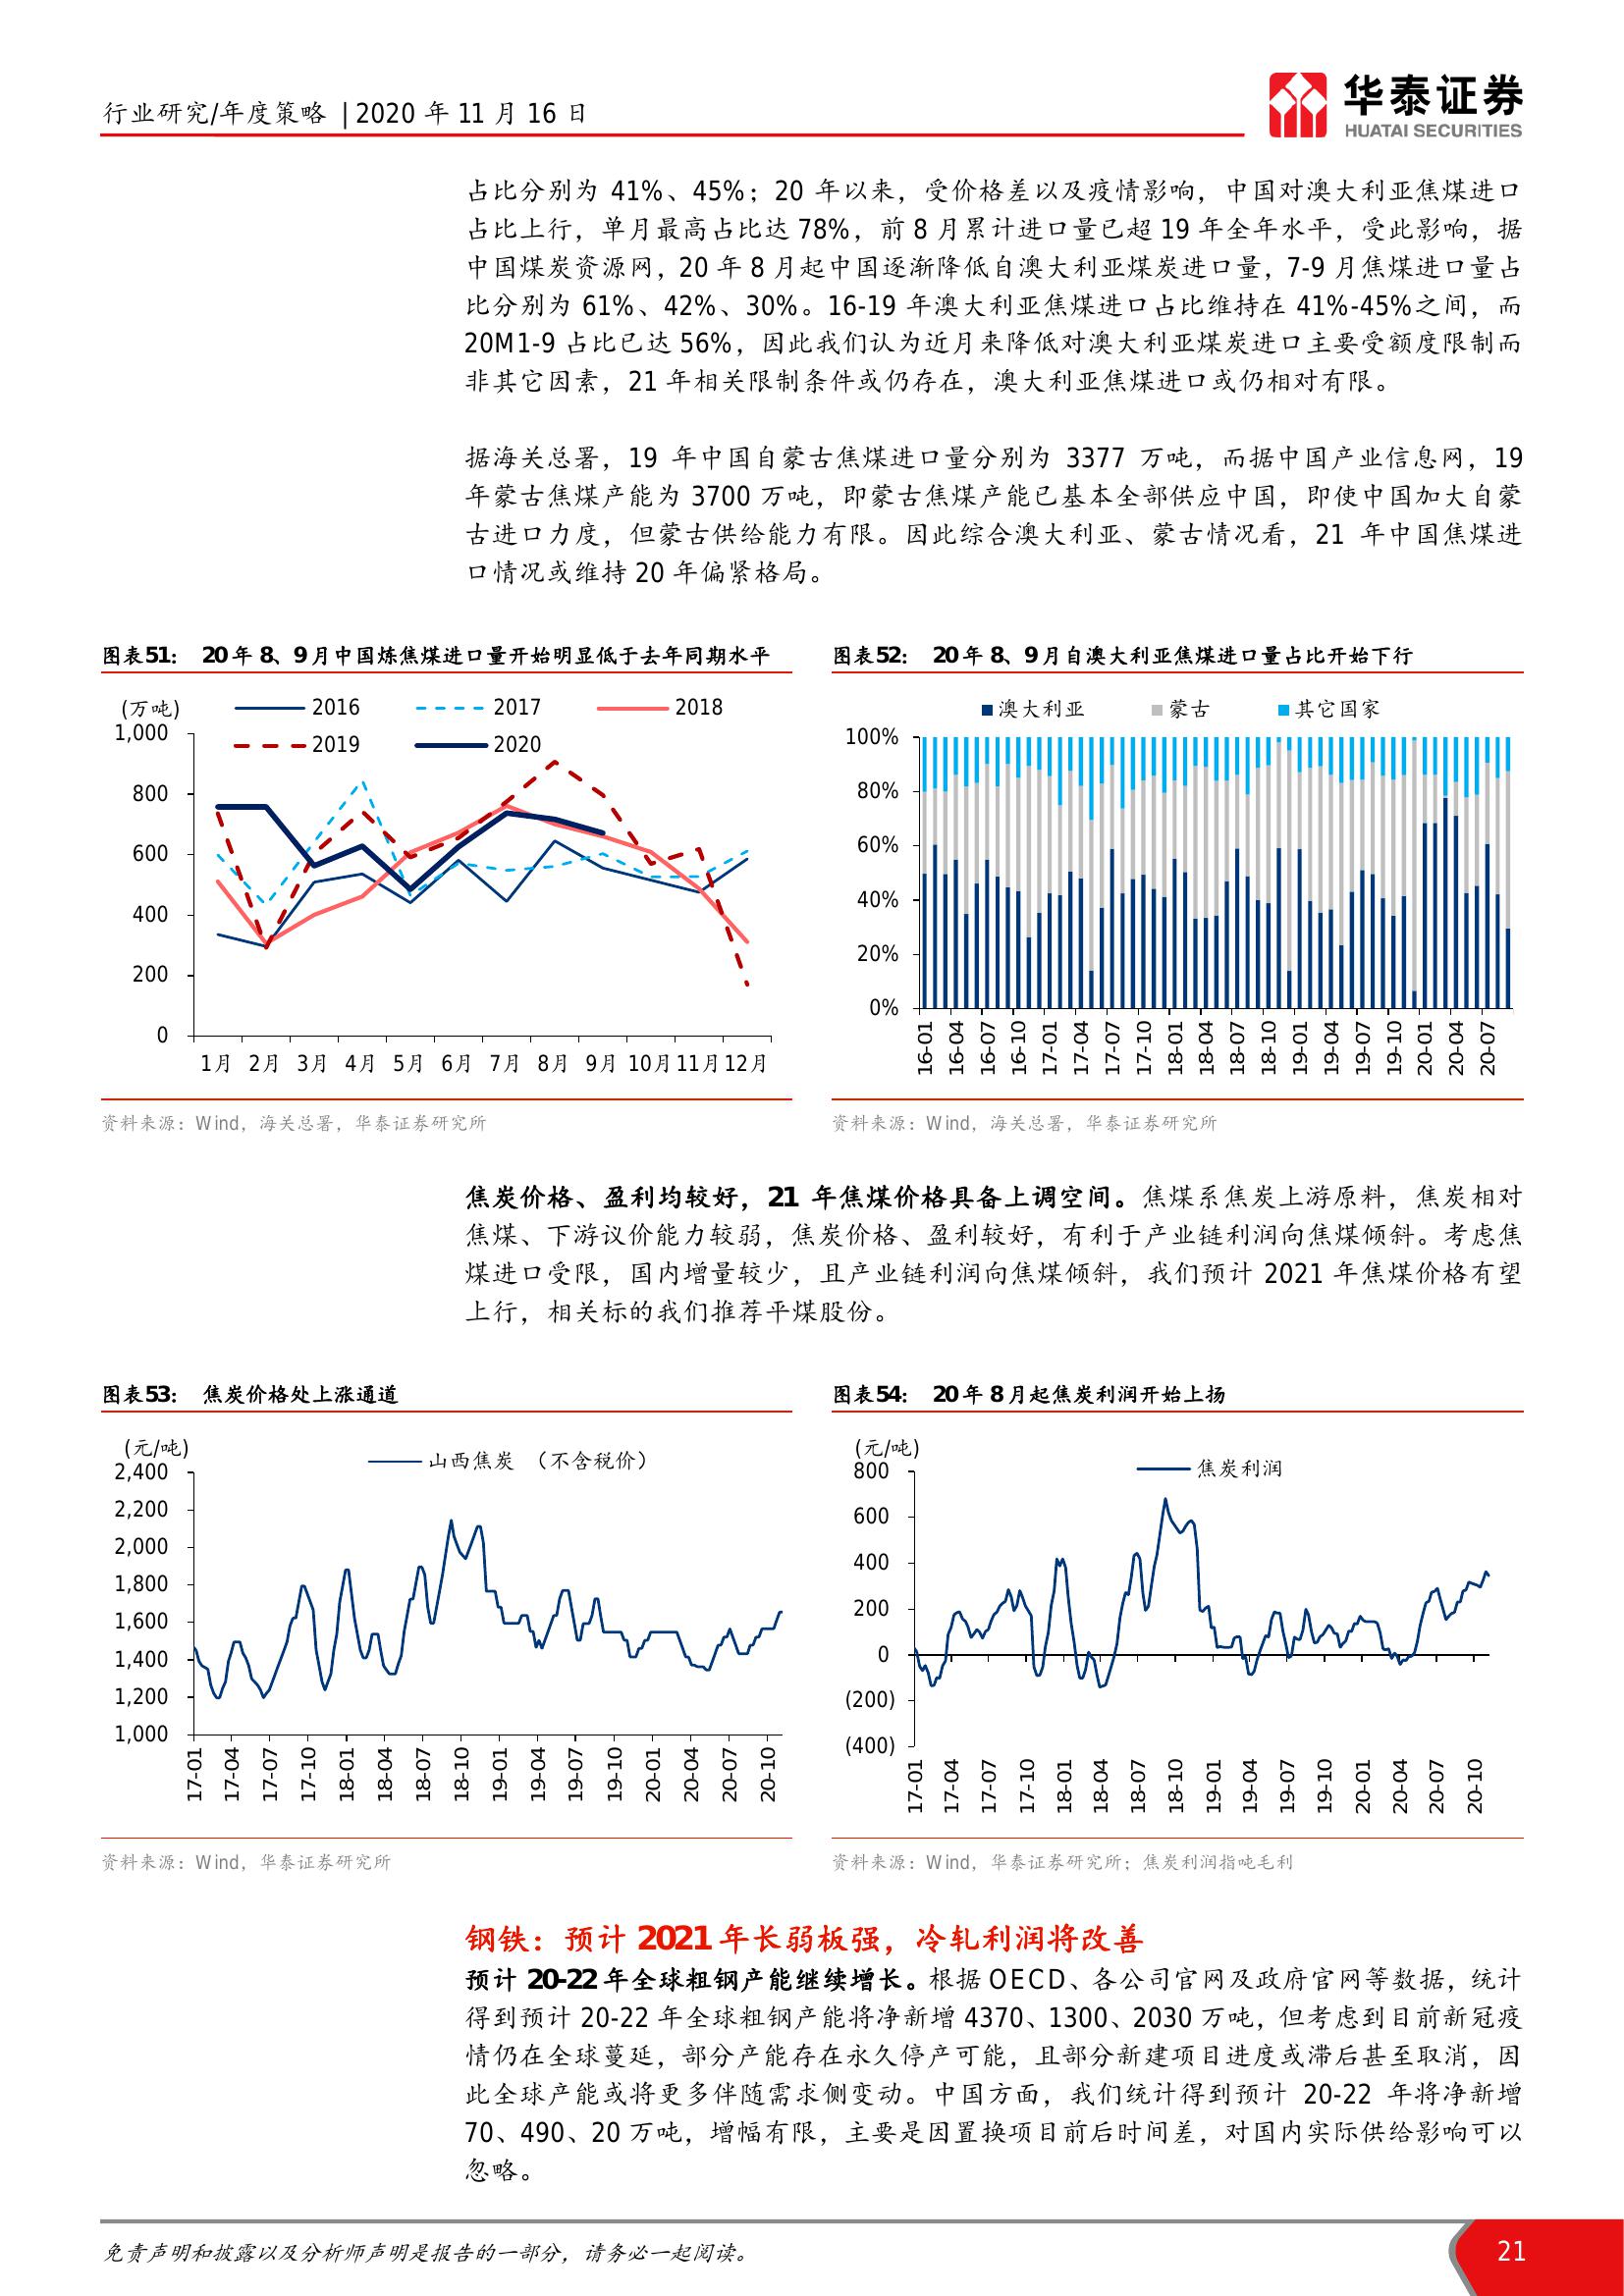 行业研究/年度策略 | 2020 年 11 月 16 日
华泰证券
HUATAI SECURITIES
占比分别为 41%、45%；20 年以来，受价格差以及疫情影响，中国对澳大利亚焦煤进口
占比上行，单月最高占比达 78%，前 8 月累计进口量已超 19 年全年水平，受此影响，据
中国煤炭资源网，20 年 8 月起中国逐渐降低自澳大利亚煤炭进口量，7-9 月焦煤进口量占
比分别为 61%、42%、30%。16-19 年澳大利亚焦煤进口占比维持在 41%-45%之间，而
20M1-9 占比已达 56%，因此我们认为近月来降低对澳大利亚煤炭进口主要受额度限制而
非其它因素，21 年相关限制条件或仍存在，澳大利亚焦煤进口或仍相对有限。
据海关总署，19 年中国自蒙古焦煤进口量分别为 3377 万吨，而据中国产业信息网，19
年蒙古焦煤产能为 3700 万吨，即蒙古焦煤产能已基本全部供应中国，即使中国加大自蒙
古进口力度，但蒙古供给能力有限。因此综合澳大利亚、蒙古情况看，21 年中国焦煤进
口情况或维持 20 年偏紧格局。
图表51： 20 年 8、9 月中国炼焦煤进口量开始明显低于去年同期水平
(万吨)
2016 2017 2018
2019 2020
1,000
800
600
400
200
0
1月 2月 3月 4月 5月 6月 7月 8月 9月 10月 11月 12月
资料来源：Wind，海关总署，华泰证券研究所
图表52： 20 年 8、9 月自澳大利亚焦煤进口量占比开始下行
澳大利亚 蒙古 其它国家
100%
80%
60%
40%
20%
0%
16-01 16-04 16-07 16-10 17-01 17-04 17-07 17-10 18-01 18-04 18-07 18-10 19-01 19-04 19-07 19-10 20-01 20-04 20-07
资料来源：Wind，海关总署，华泰证券研究所
焦炭价格、盈利均较好，21 年焦煤价格具备上调空间。焦煤系焦炭上游原料，焦炭相对
焦煤、下游议价能力较弱，焦炭价格、盈利较好，有利于产业链利润向焦煤倾斜。考虑焦
煤进口受限，国内增量较少，且产业链利润向焦煤倾斜，我们预计 2021 年焦煤价格有望
上行，相关标的我们推荐平煤股份。
图表53： 焦炭价格处上涨通道
(元/吨)
山西焦炭 （不含税价）
2,400
2,200
2,000
1,800
1,600
1,400
1,200
1,000
17-01 17-04 17-07 17-10 18-01 18-04 18-07 18-10 19-01 19-04 19-07 19-10 20-01 20-04 20-07 20-10
资料来源：Wind，华泰证券研究所
图表54： 20 年 8 月起焦炭利润开始上扬
(元/吨)
焦炭利润
800
600
400
200
0
(200)
(400)
17-01 17-04 17-07 17-10 18-01 18-04 18-07 18-10 19-01 19-04 19-07 19-10 20-01 20-04 20-07 20-10
资料来源：Wind，华泰证券研究所；焦炭利润指吨毛利
钢铁：预计 2021 年长弱板强，冷轧利润将改善
预计 20-22 年全球粗钢产能继续增长。根据 OECD、各公司官网及政府官网等数据，统计
得到预计 20-22 年全球粗钢产能将净新增 4370、1300、2030 万吨，但考虑到目前新冠疫
情仍在全球蔓延，部分产能存在永久停产可能，且部分新建项目进度或滞后甚至取消，因
此全球产能或将更多伴随需求侧变动。中国方面，我们统计得到预计 20-22 年将净新增
70、490、20 万吨，增幅有限，主要是因置换项目前后时间差，对国内实际供给影响可以
忽略。
免责声明和披露以及分析师声明是报告的一部分，请务必一起阅读。
21